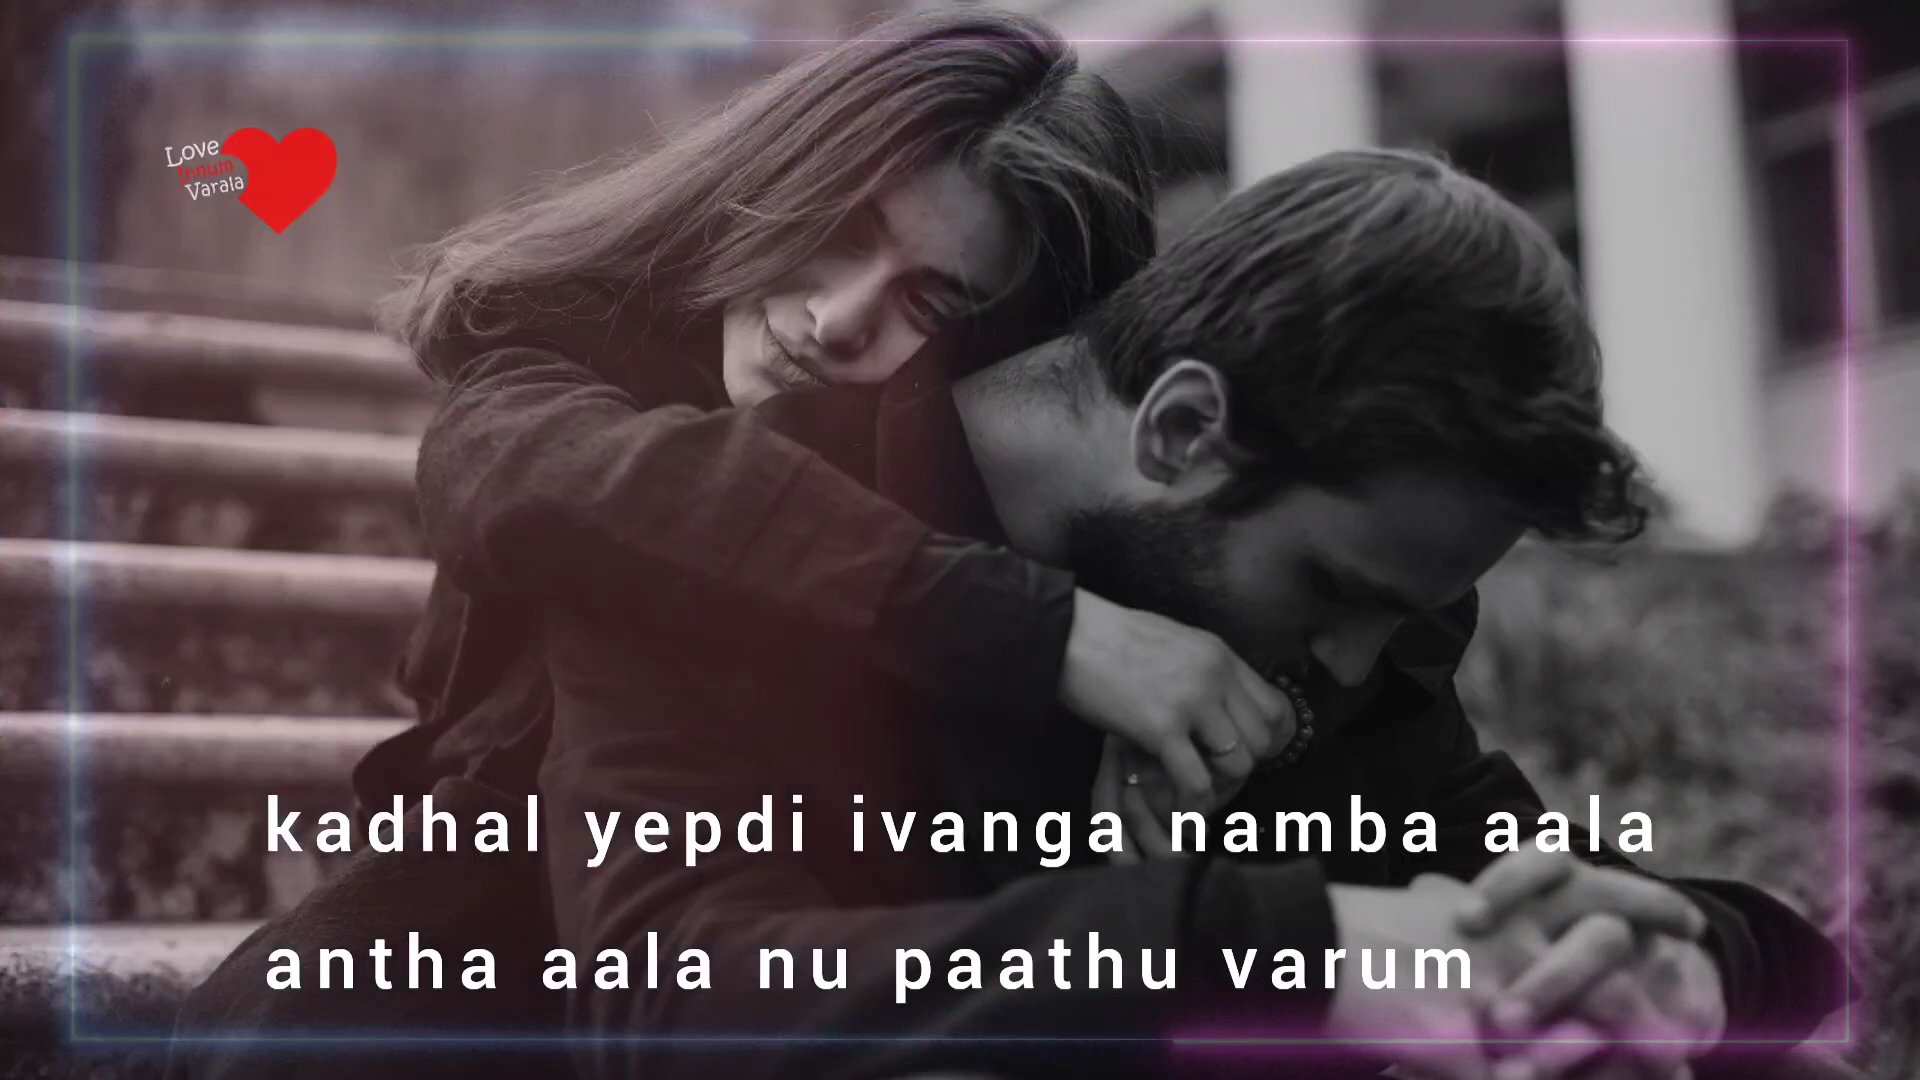 Love
Innum
Varala
kadhal yepdi ivanga namba aala
antha aala nu paathu varum